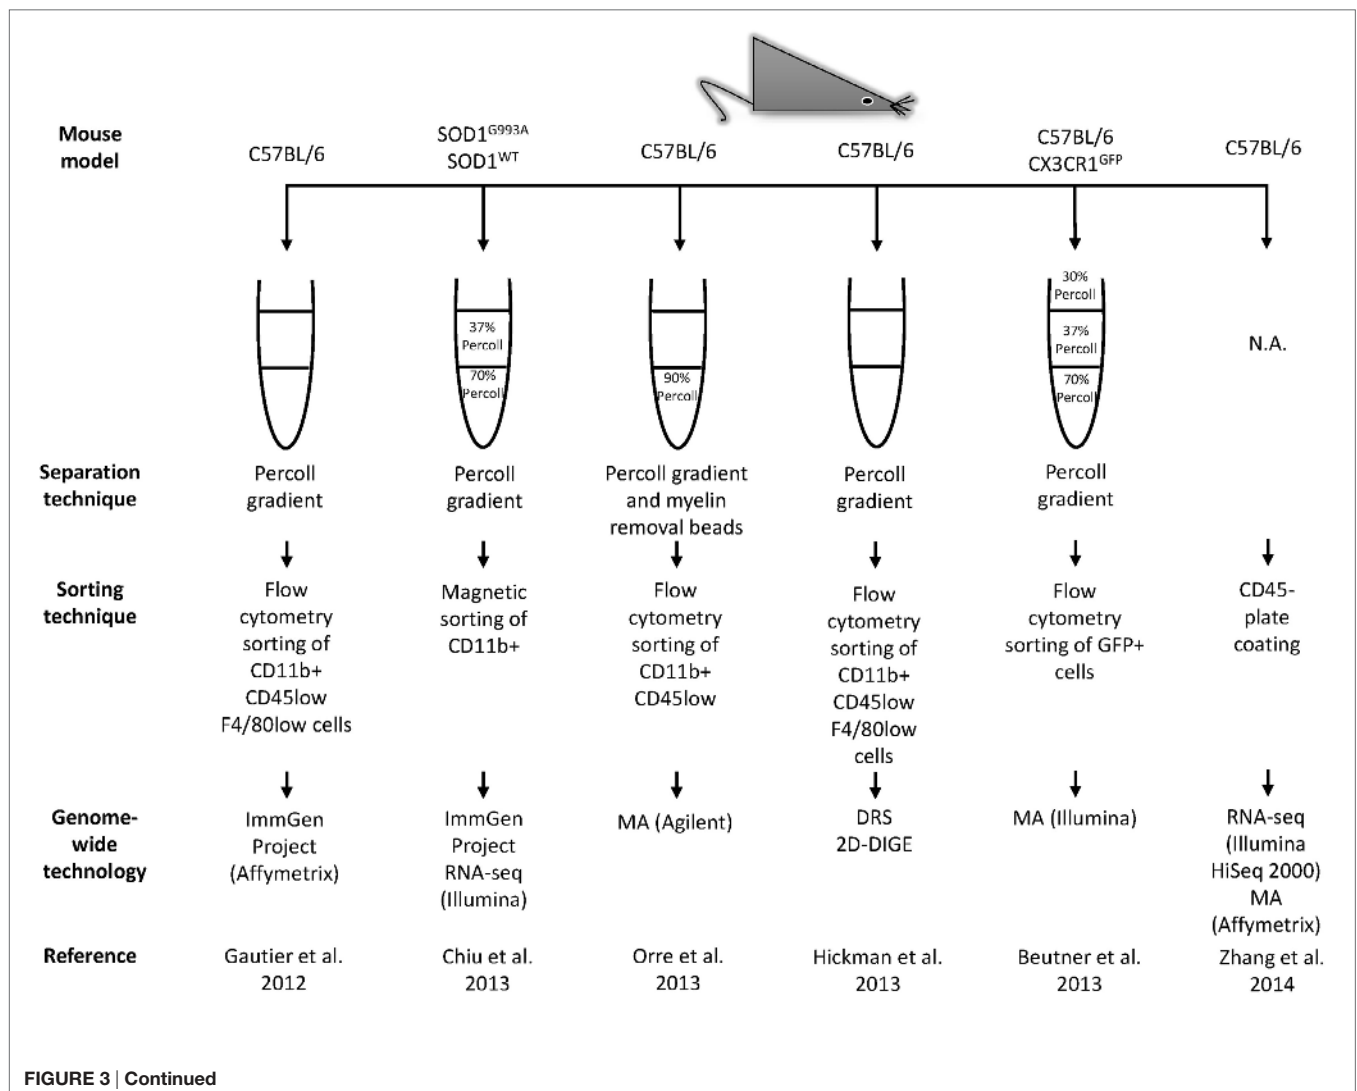 Mouse
model
C57BL/6
SOD1G993A
SOD1WT
C57BL/6
C57BL/6
C57BL/6
CX3CR1GFP
C57BL/6
37%
Percoll
70%
Percoll
90%
Percoll
30%
Percoll
37%
Percoll
70%
Percoll
N.A.
Separation
technique
Percoll
gradient
Percoll
gradient
Percoll gradient
and myelin
removal beads
Percoll
gradient
Percoll
gradient
Sorting
technique
Flow
cytometry
sorting of
CD11b+
CD45low
F4/80low cells
Magnetic
sorting of
CD11b+
Flow
cytometry
sorting of
CD11b+
CD45low
Flow
cytometry
sorting of
CD11b+
CD45low
F4/80low
cells
Flow
cytometry
sorting of GFP+
cells
CD45-
plate
coating
Genome-
wide
technology
ImmGen
Project
(Affymetrix)
ImmGen
Project
RNA-seq
(Illumina)
MA (Agilent)
DRS
2D-DIGE
MA (Illumina)
RNA-seq
(Illumina
HiSeq 2000)
MA
(Affymetrix)
Reference
Gautier et al.
2012
Chiu et al.
2013
Orre et al.
2013
Hickman et al.
2013
Beutner et al.
2013
Zhang et al.
2014
FIGURE 3 | Continued